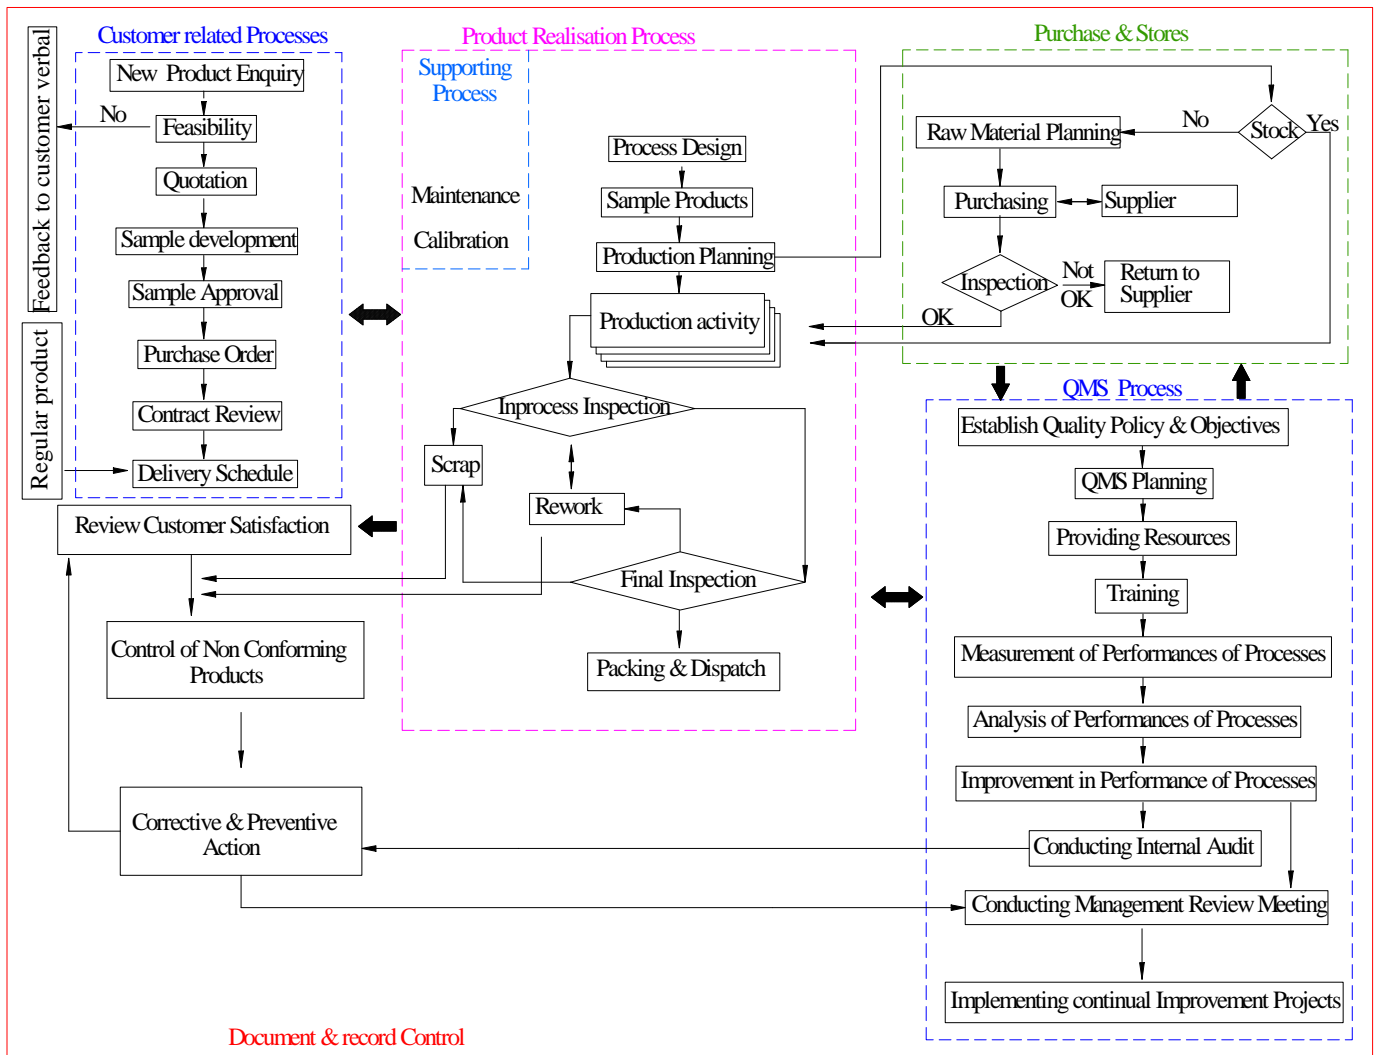 Customer related Processes
Feedback to customer verbal
New Product Enquiry
No
Feasibility
Quotation
Sample development
Sample Approval
Purchase Order
Contract Review
Regular product
Delivery Schedule
Review Customer Satisfaction
Control of Non Conforming
Products
Corrective & Preventive
Action
Product Realisation Process
Supporting
Process
Maintenance
Calibration
Process Design
Sample Products
Production Planning
Production activity
Inprocess Inspection
Scrap
Rework
Final Inspection
Packing & Dispatch
Purchase & Stores
Stock
No
Yes
Raw Material Planning
Purchasing
Supplier
Inspection
Not
OK
Return to
Supplier
OK
QMS Process
Establish Quality Policy & Objectives
QMS Planning
Providing Resources
Training
Measurement of Performances of Processes
Analysis of Performances of Processes
Improvement in Performance of Processes
Conducting Internal Audit
Conducting Management Review Meeting
Implementing continual Improvement Projects
Document & record Control